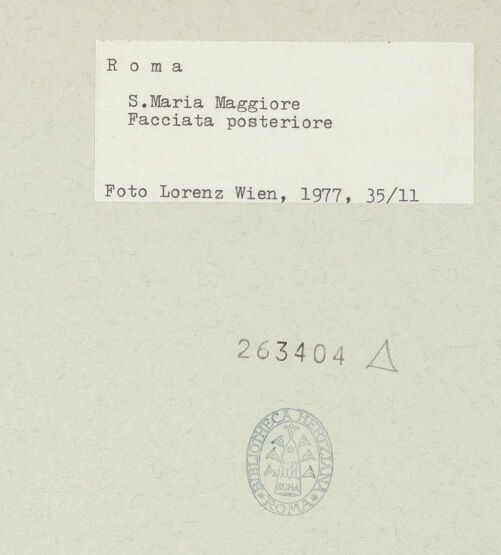 R o m a
S.Maria Maggiore
Facciata posteriore
Foto Lorenz Wien, 1977, 35/11
263404 △
BIBLIOTHECA HERTZIANA
ROMA
* ROMA *